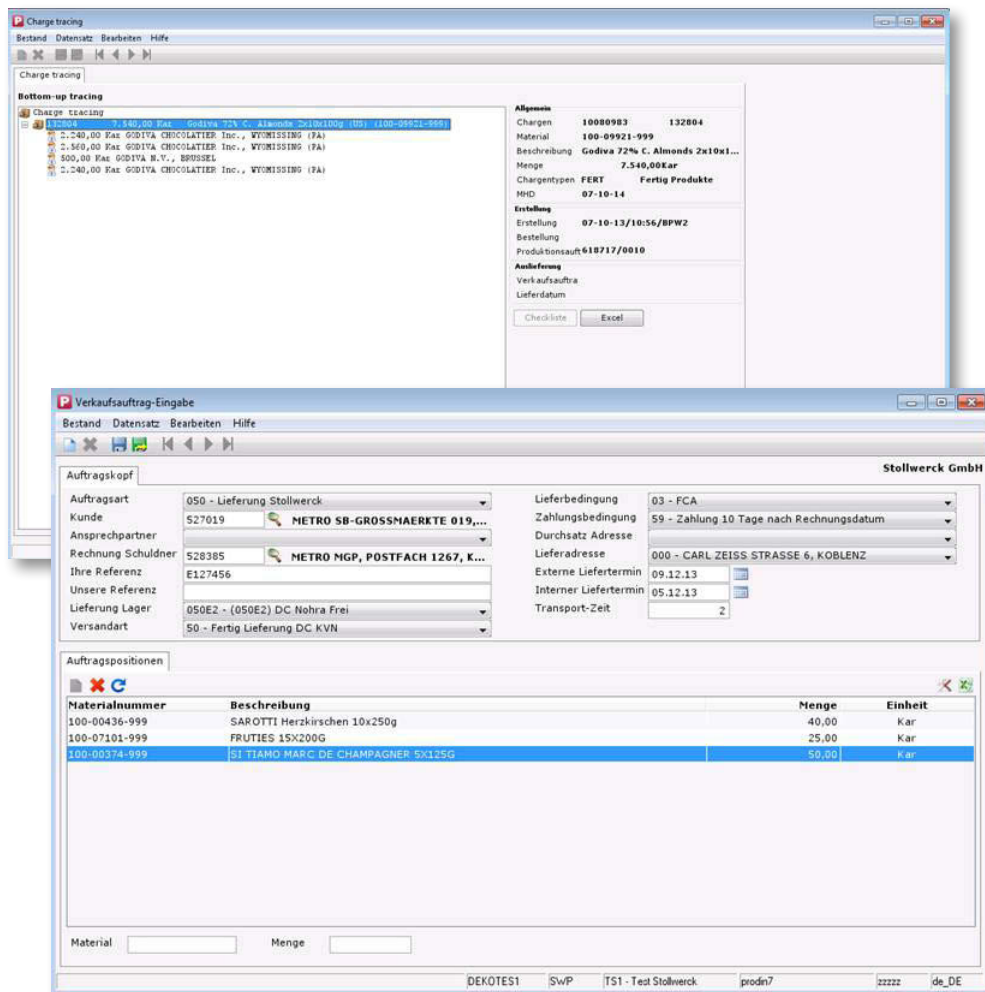 Charge tracing
Bestand Datensatz Bearbeiten Hilfe
Charge tracing
Bottom-up tracing
Charge tracing
132804 7.540,00 Kar Godiva 72% C. Almonds 2x10x100g (US) (100-09921-999)
2.240,00 Kar GODIVA CHOCOLATIER Inc., WYOMISSING (PA)
2.560,00 Kar GODIVA CHOCOLATIER Inc., WYOMISSING (PA)
500,00 Kar GODIVA N.V., BRUSSEL
2.240,00 Kar GODIVA CHOCOLATIER Inc., WYOMISSING (PA)
Allgemein
Chargen 10080983 132804
Material 100-09921-999
Beschreibung Godiva 72% C. Almonds 2x10x1...
Menge 7.540,00Kar
Chargentypen FERT Fertig Produkte
MHD 07-10-14
Erstellung
Erstellung 07-10-13/10:56/BPW2
Bestellung
Produktionsauft 618717/0010
Auslieferung
Verkaufsauftra
Lieferdatum
Checkliste Excel
Verkaufsauftrag-Eingabe
Bestand Datensatz Bearbeiten Hilfe
Stollwerck GmbH
Auftragskopf
Auftragsart 050 - Lieferung Stollwerck
Kunde 527019 METRO SB-GROSSMAERKTE 019,...
Ansprechpartner
Rechnung Schuldner 528385 METRO MGP, POSTFACH 1267, K...
Ihre Referenz E127456
Unsere Referenz
Lieferung Lager 050E2 - (050E2) DC Nohra Frei
Versandart 50 - Fertig Lieferung DC KVN
Lieferbedingung 03 - FCA
Zahlungsbedingung 59 - Zahlung 10 Tage nach Rechnungsdatum
Durchsatz Adresse
Lieferadresse 000 - CARL ZEISS STRASSE 6, KOBLENZ
Externe Liefertermin 09.12.13
Interner Liefertermin 05.12.13
Transport-Zeit 2
Auftragspositionen
Materialnummer Beschreibung Menge Einheit
100-00436-999 SAROTTI Herzkirschen 10x250g 40,00 Kar
100-07101-999 FRUTIES 15X200G 25,00 Kar
100-00374-999 SI TIAMO MARC DE CHAMPAGNER 5X125G 50,00 Kar
Material Menge
DEKOTES1 SWP TS1 - Test Stollwerck prodin7 zzzzz de_DE